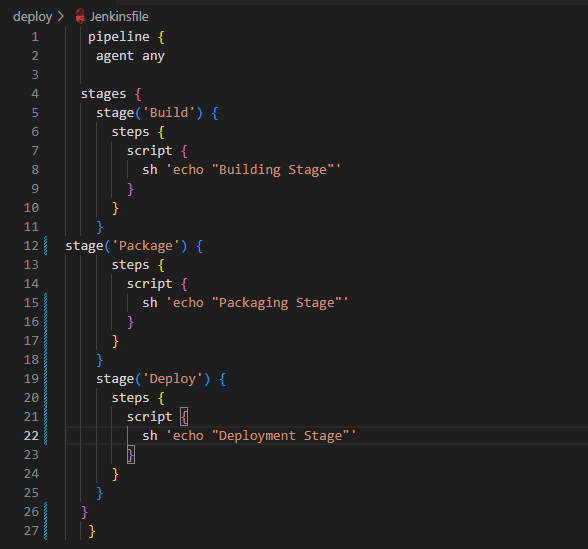 deploy > Jenkinsfile
1 pipeline {
2 agent any
3
4 stages {
5 stage('Build') {
6 steps {
7 script {
8 sh 'echo "Building Stage"'
9 }
10 }
11 }
12 stage('Package') {
13 steps {
14 script {
15 sh 'echo "Packaging Stage"'
16 }
17 }
18 }
19 stage('Deploy') {
20 steps {
21 script {
22 sh 'echo "Deployment Stage"'
23 }
24 }
25 }
26 }
27 }